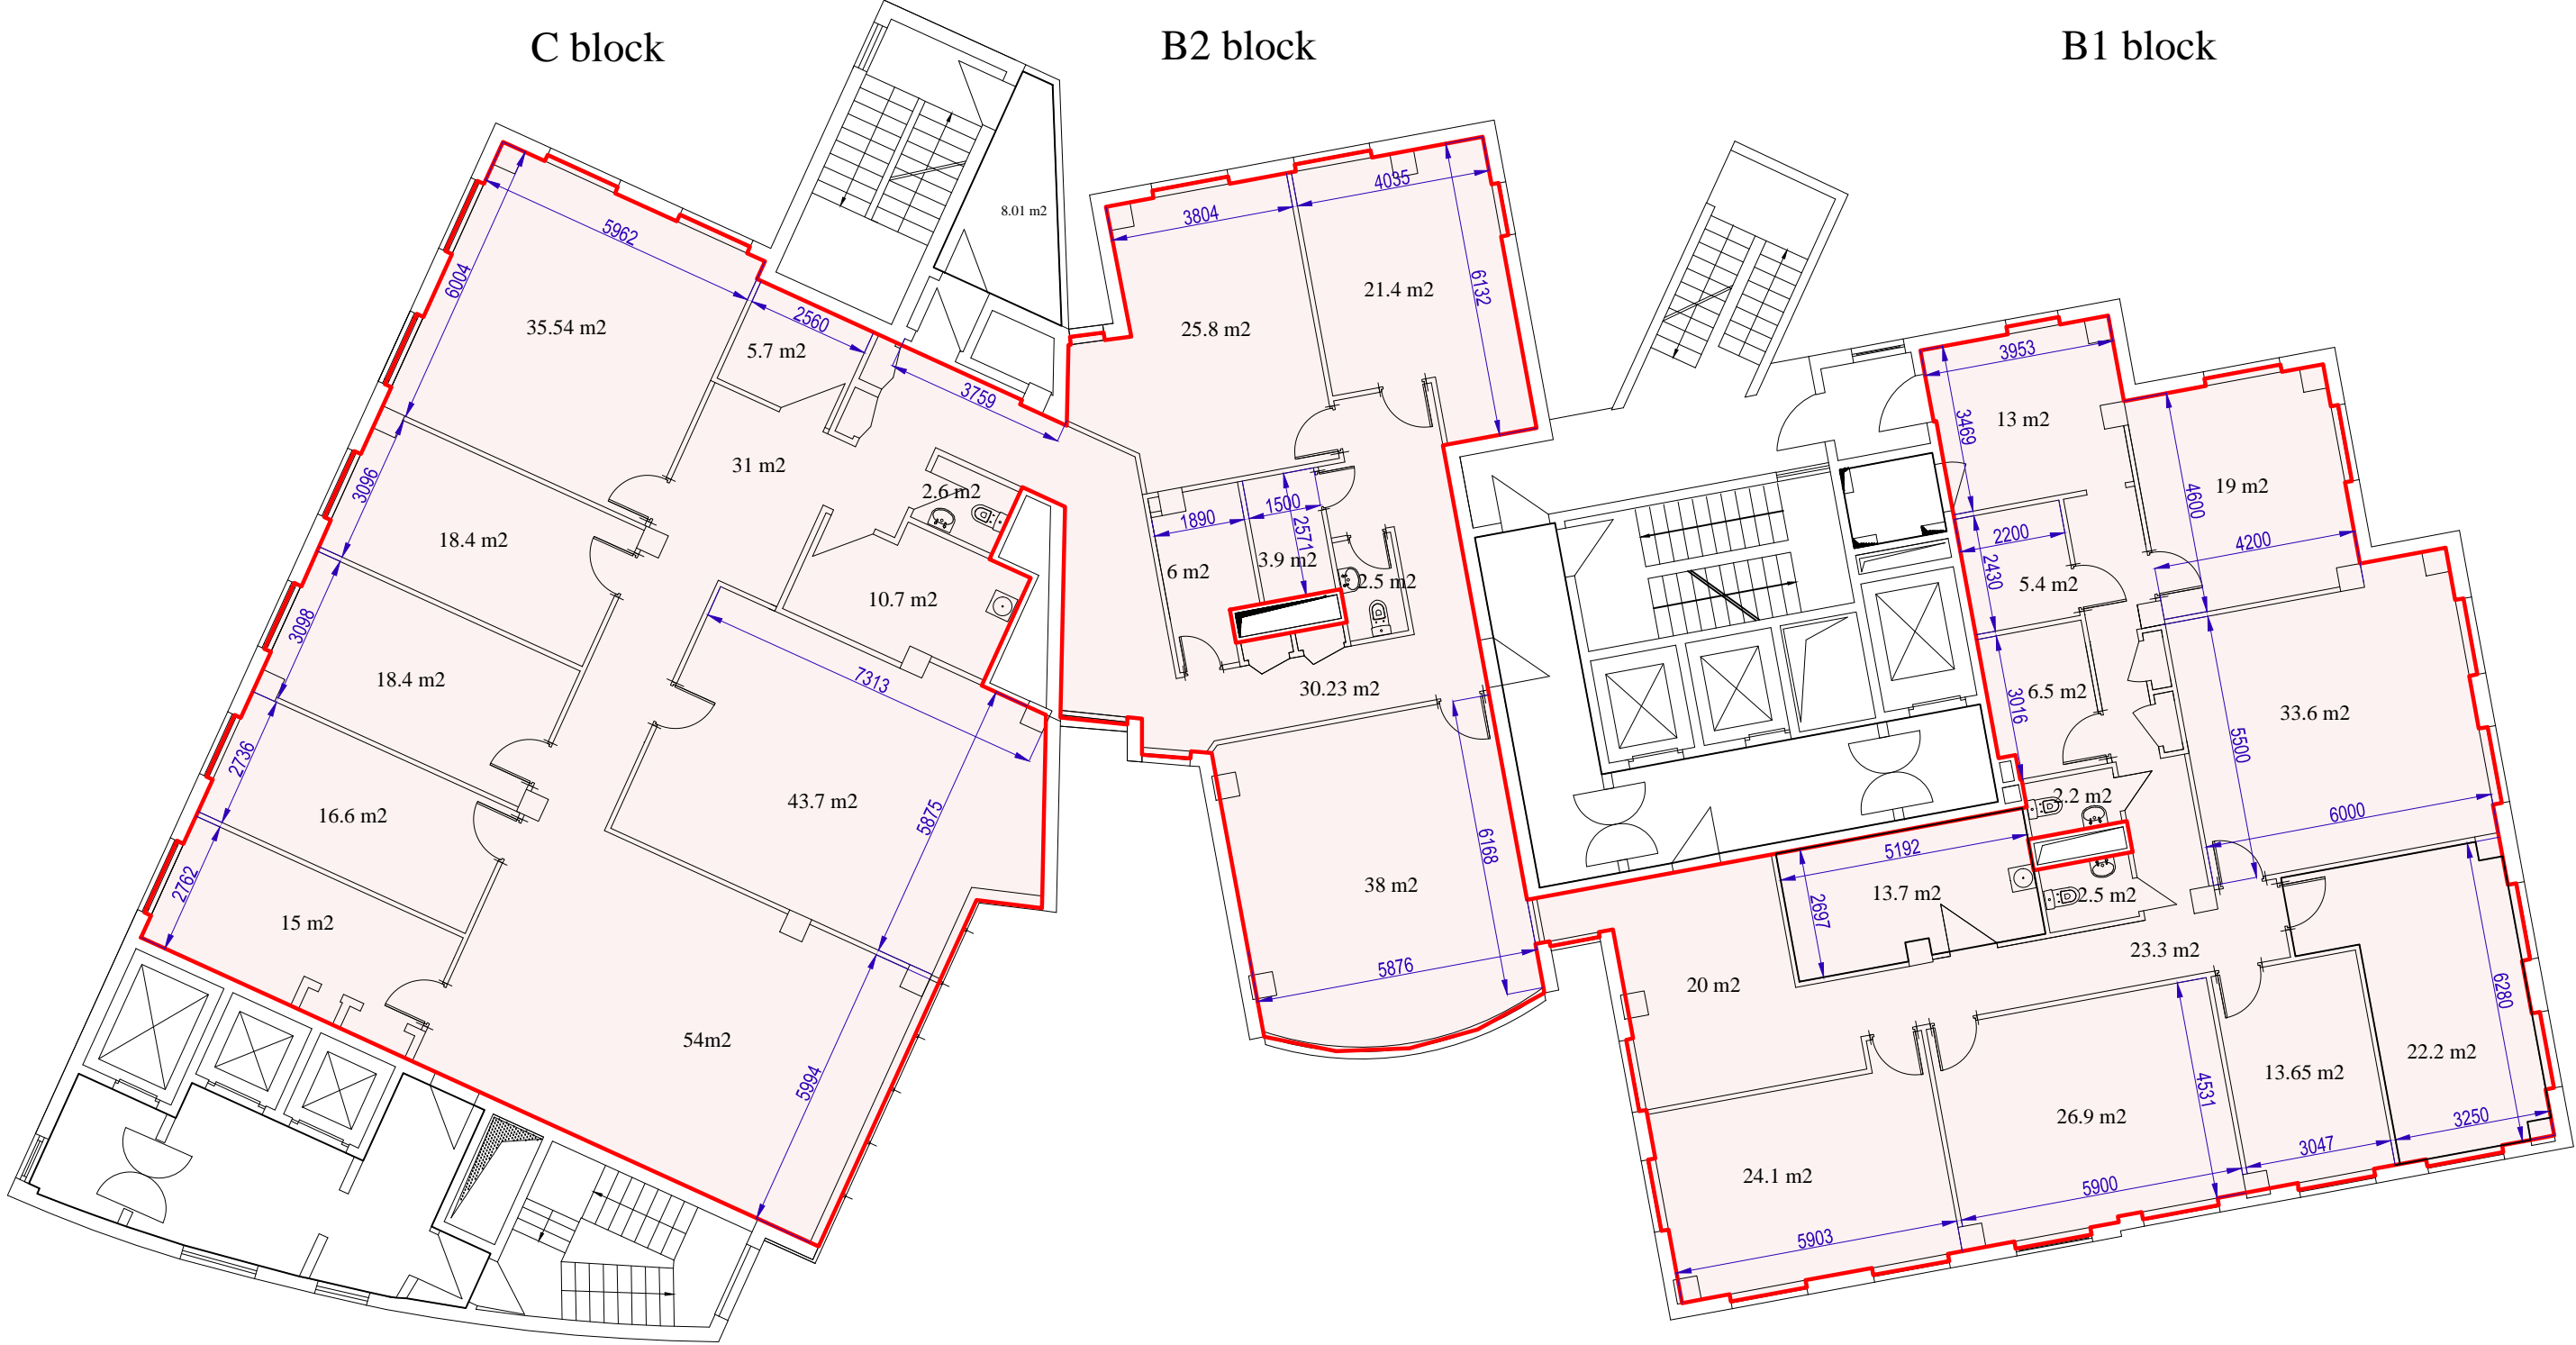 C block
B2 block
B1 block
8.01 m2
5962
6004
35.54 m2
2560
5.7 m2
3759
31 m2
3096
18.4 m2
2.6 m2
10.7 m2
3098
18.4 m2
7313
2736
16.6 m2
43.7 m2
5875
2762
15 m2
54m2
5994
3804
4035
25.8 m2
21.4 m2
6132
1890
1500
2571
6 m2
3.9 m2
2.5 m2
30.23 m2
38 m2
6168
5876
3953
3469
13 m2
4600
19 m2
4200
2200
2430
5.4 m2
3016
6.5 m2
33.6 m2
5500
6000
2.2 m2
5192
2697
13.7 m2
2.5 m2
23.3 m2
20 m2
6280
22.2 m2
4531
13.65 m2
26.9 m2
3250
3047
24.1 m2
5900
5903